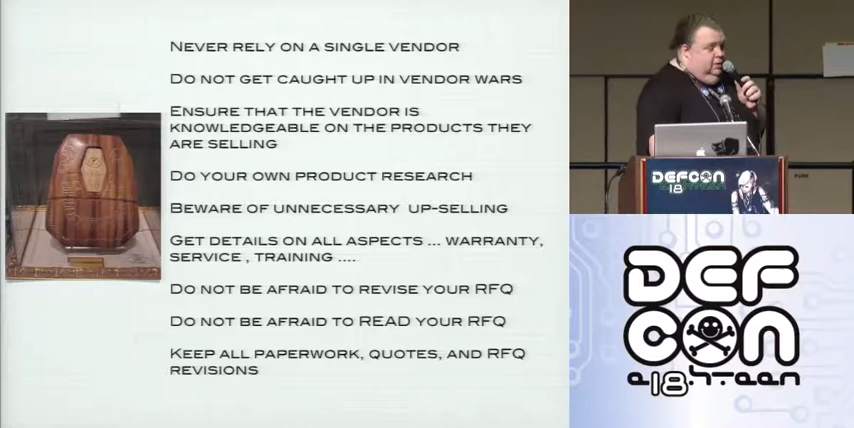 Never rely on a single vendor
Do not get caught up in vendor wars
Ensure that the vendor is
knowledgeable on the products they
are selling
Do your own product research
Beware of unnecessary up-selling
Get details on all aspects ... warranty,
service , training ....
Do not be afraid to revise your RFQ
Do not be afraid to READ your RFQ
Keep all paperwork, quotes, and RFQ
revisions
DEFCON
18
DEF
CON